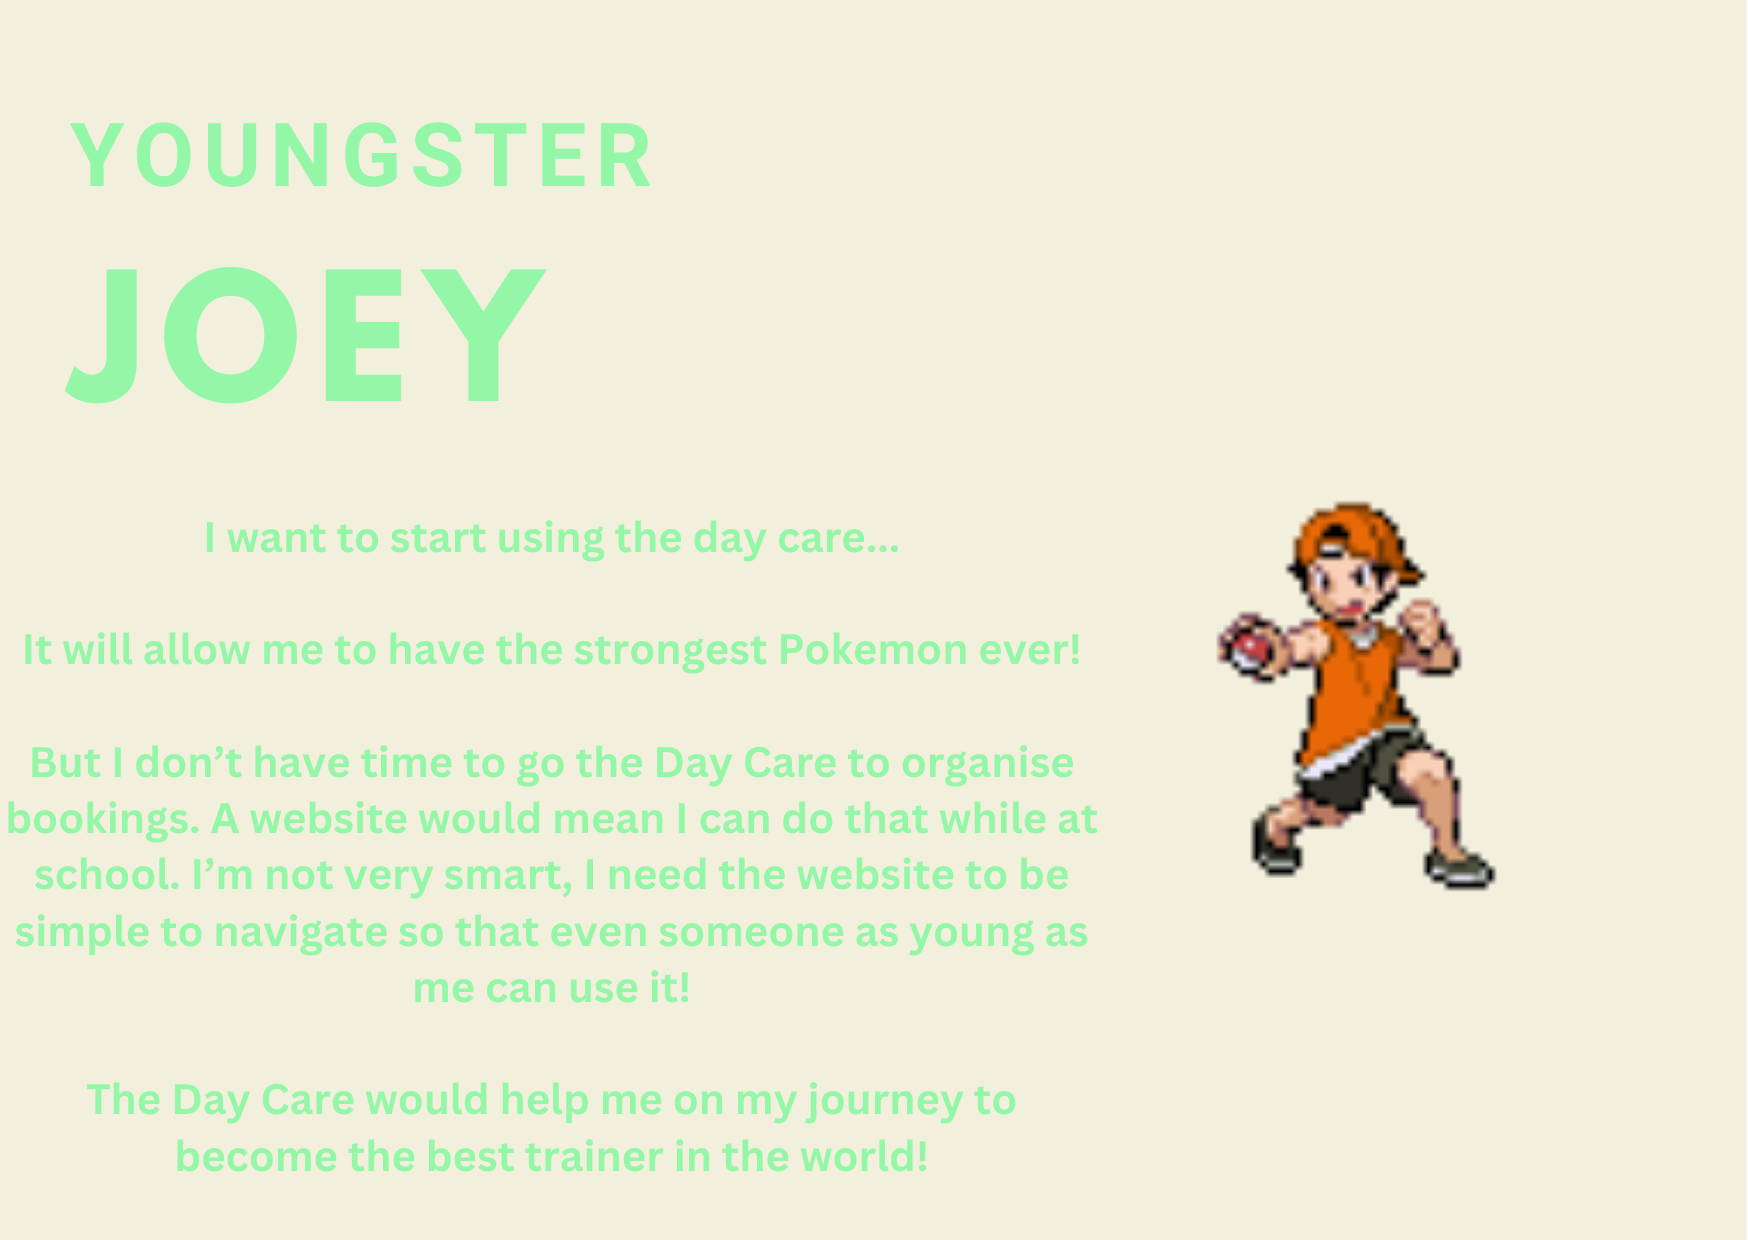 YOUNGSTER
JOEY
I want to start using the day care...
It will allow me to have the strongest Pokemon ever!
But I don’t have time to go the Day Care to organise
bookings. A website would mean I can do that while at
school. I’m not very smart, I need the website to be
simple to navigate so that even someone as young as
me can use it!
The Day Care would help me on my journey to
become the best trainer in the world!